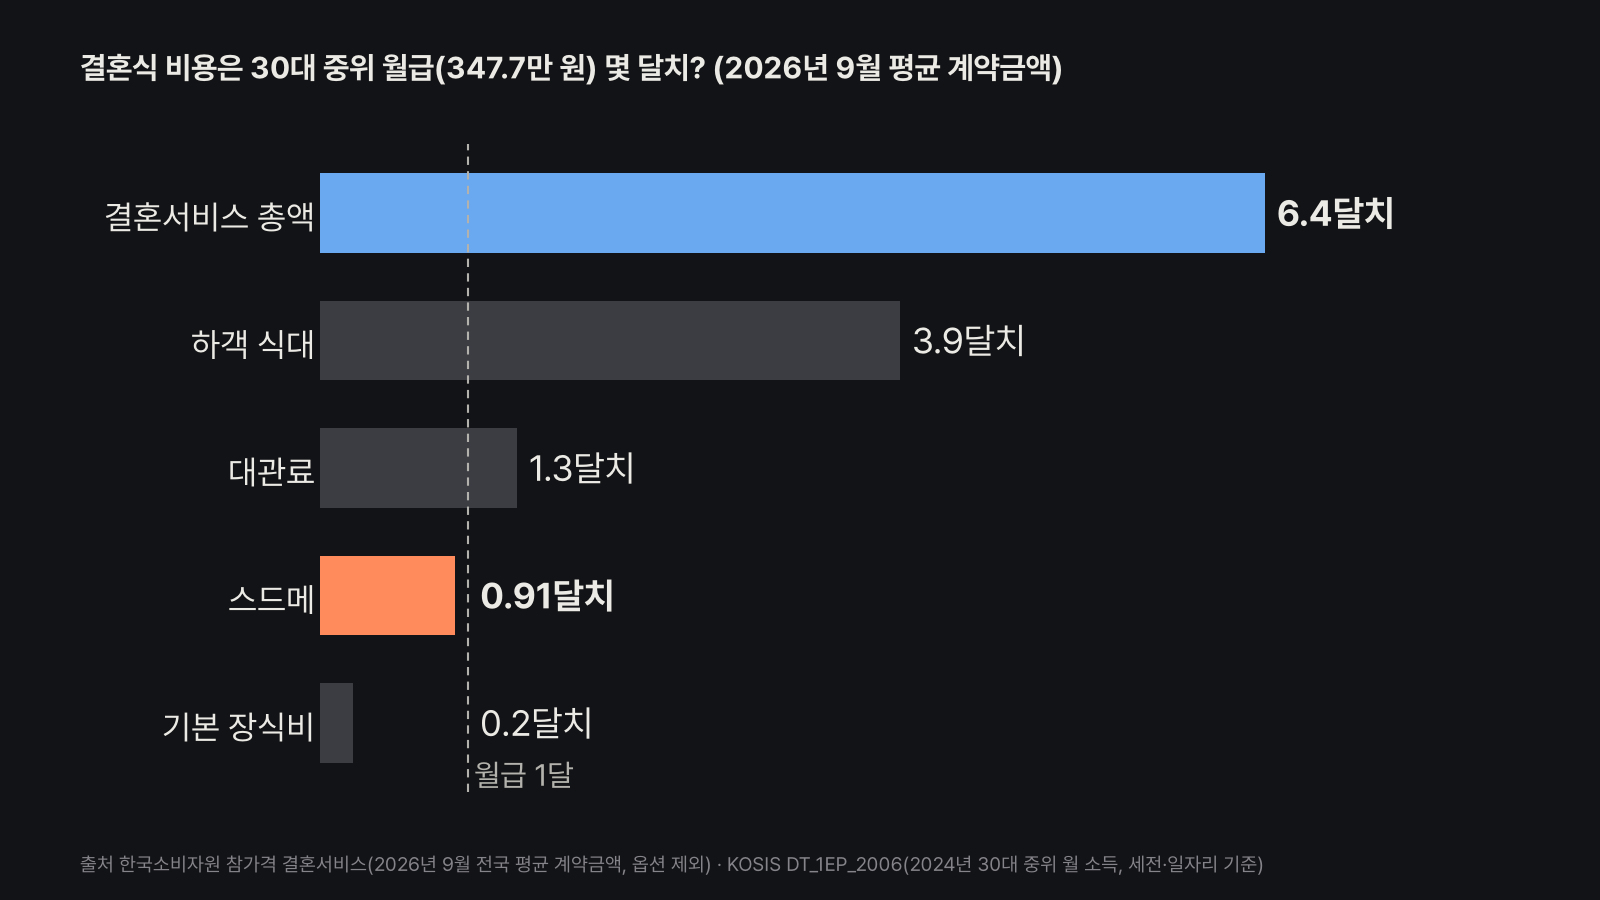 결혼식 비용은 30대 중위 월급(347.7만 원) 몇 달치? (2026년 9월 평균 계약금액)
결혼서비스 총액 6.4달치
하객 식대 3.9달치
대관료 1.3달치
스드메 0.91달치
기본 장식비 0.2달치
월급 1달
출처 한국소비자원 참가격 결혼서비스(2026년 9월 전국 평균 계약금액, 옵션 제외) · KOSIS DT_1EP_2006(2024년 30대 중위 월 소득, 세전·일자리 기준)